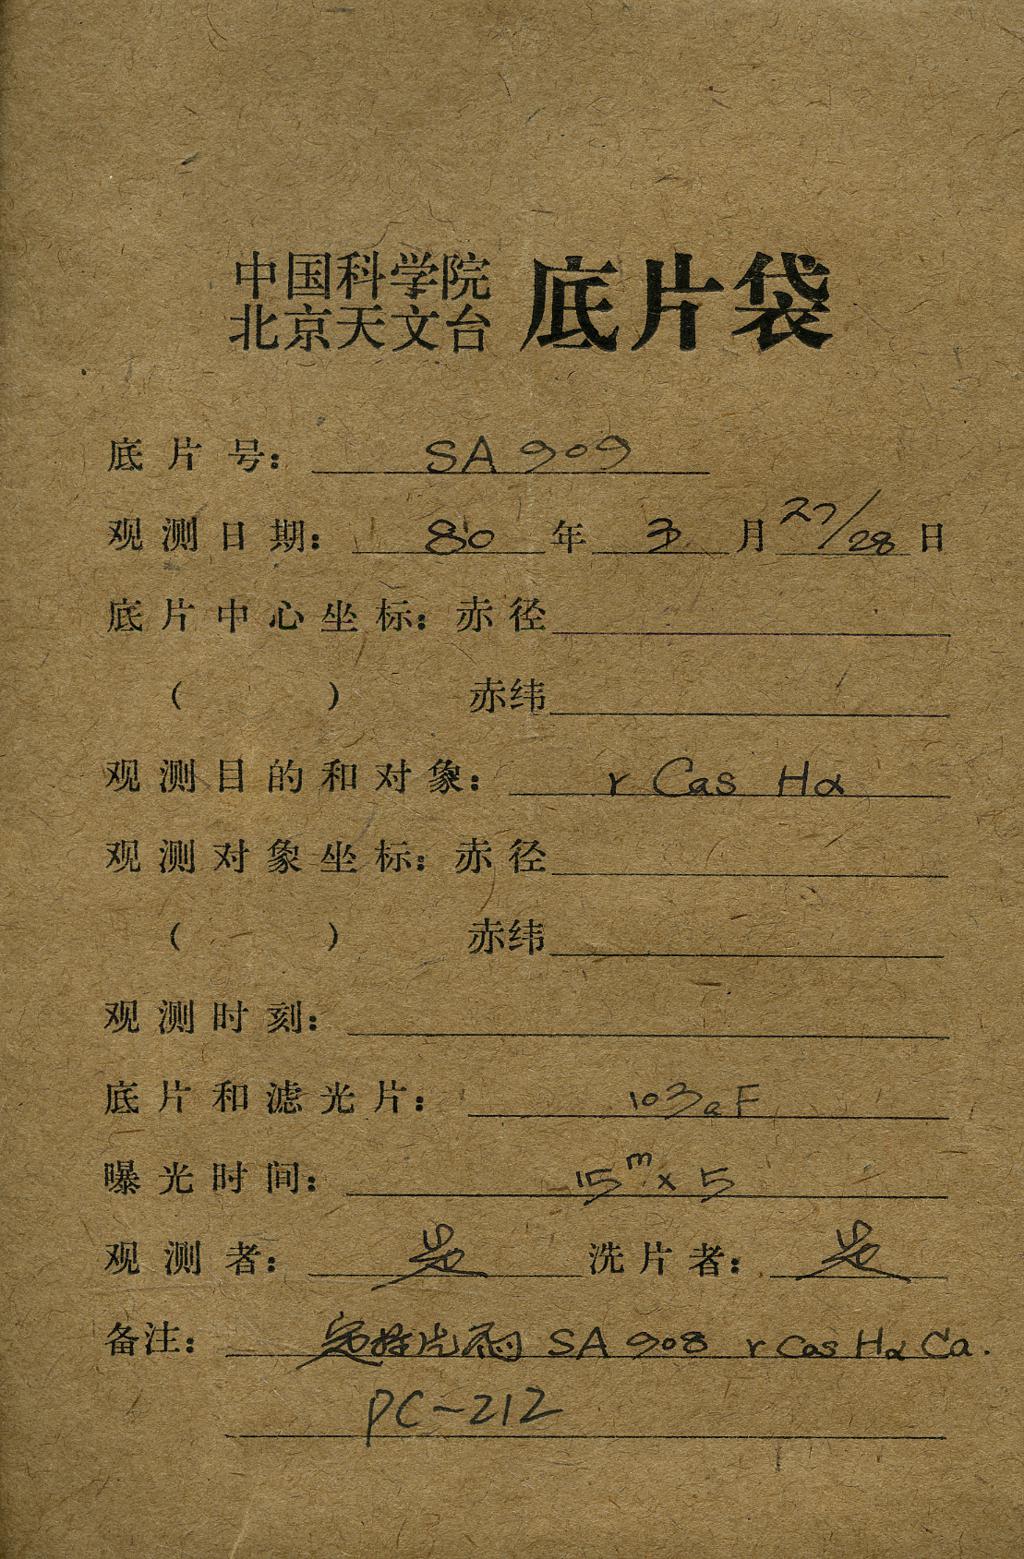 中国科学院
北京天文台 底片袋
底片号： SA 909
观测日期： 80 年 3 月 27/28 日
底片中心坐标：赤径
（ ） 赤纬
观测目的和对象： r Cas Hα
观测对象坐标：赤径
（ ） 赤纬
观测时刻：
底片和滤光片： 103aF
曝光时间： 15m x 5
观测者： 洗片者：
备注： SA 908 r Cas Hα Ca.
PC-212